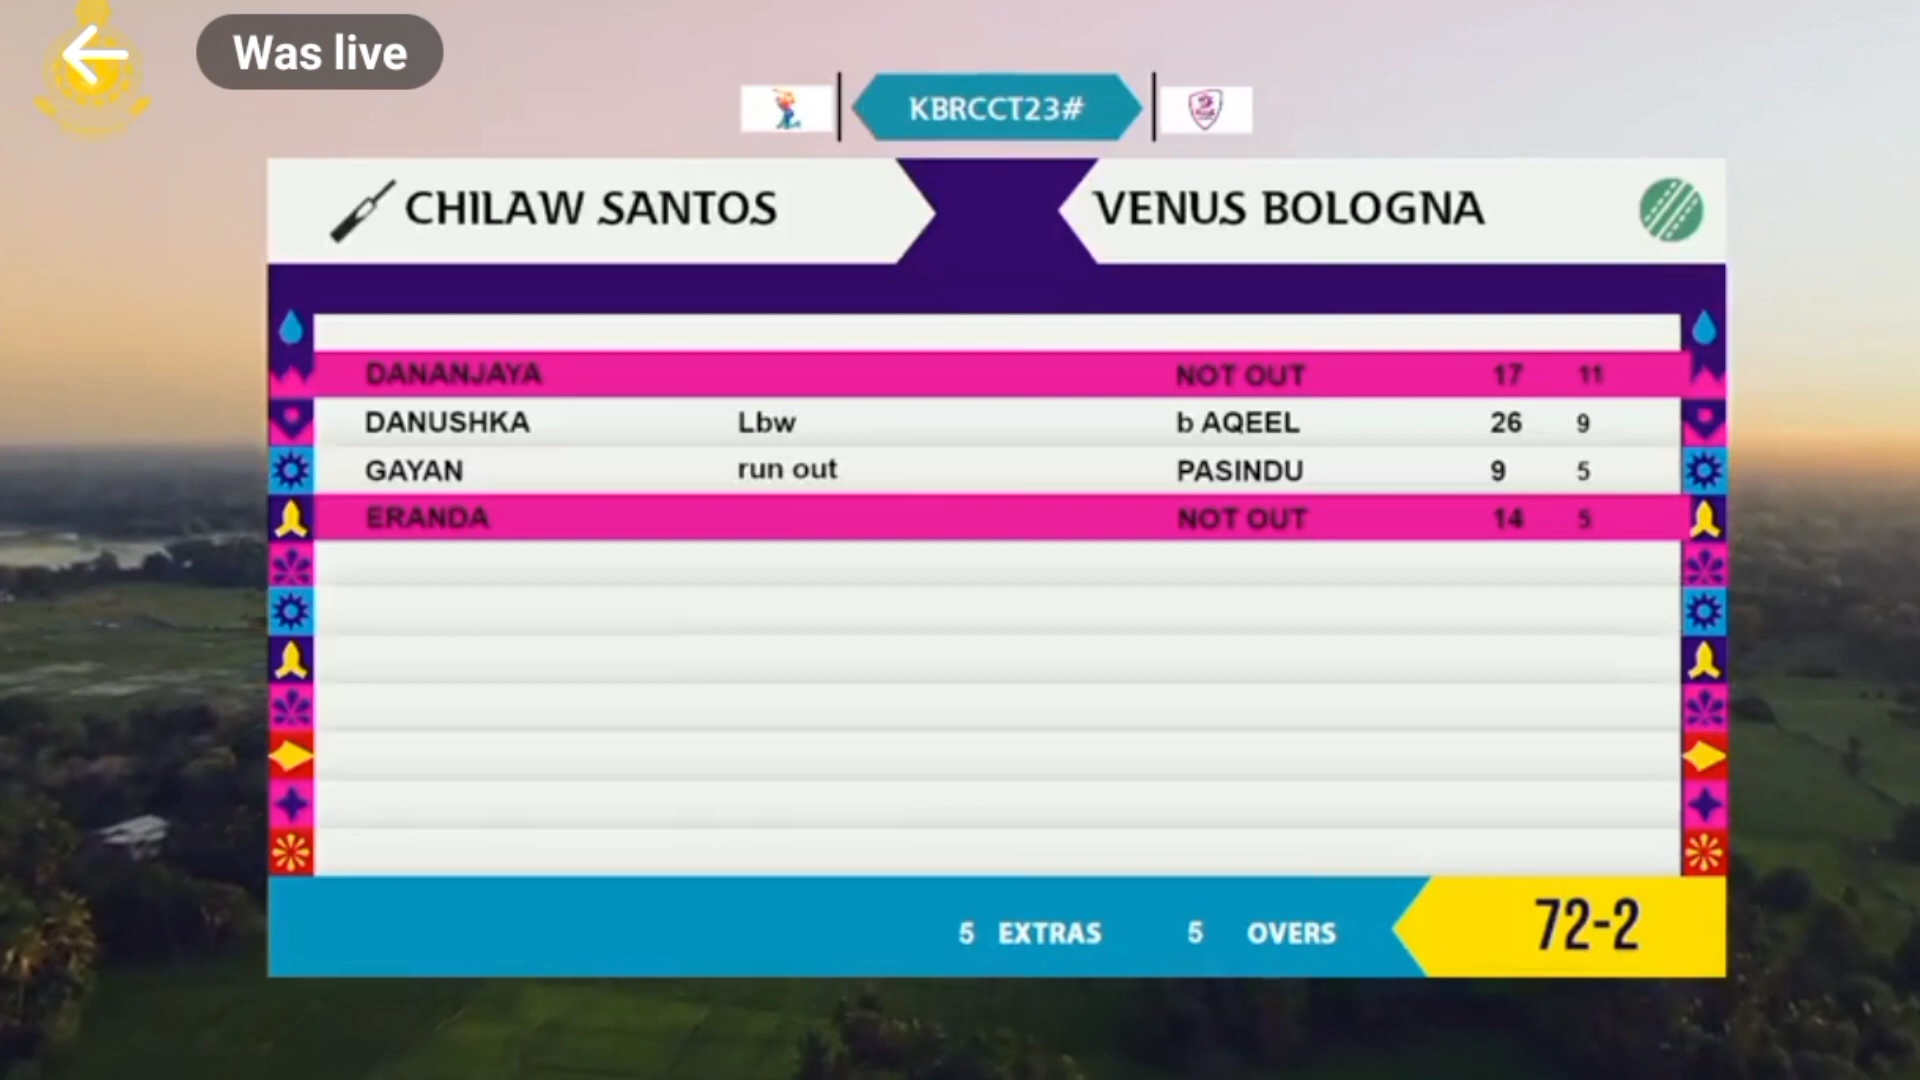 Was live
KBRCCT23#
CHILAW SANTOS VENUS BOLOGNA
DANANJAYA NOT OUT 17 11
DANUSHKA Lbw b AQEEL 26 9
GAYAN run out PASINDU 9 5
ERANDA NOT OUT 14 5
5 EXTRAS 5 OVERS 72-2